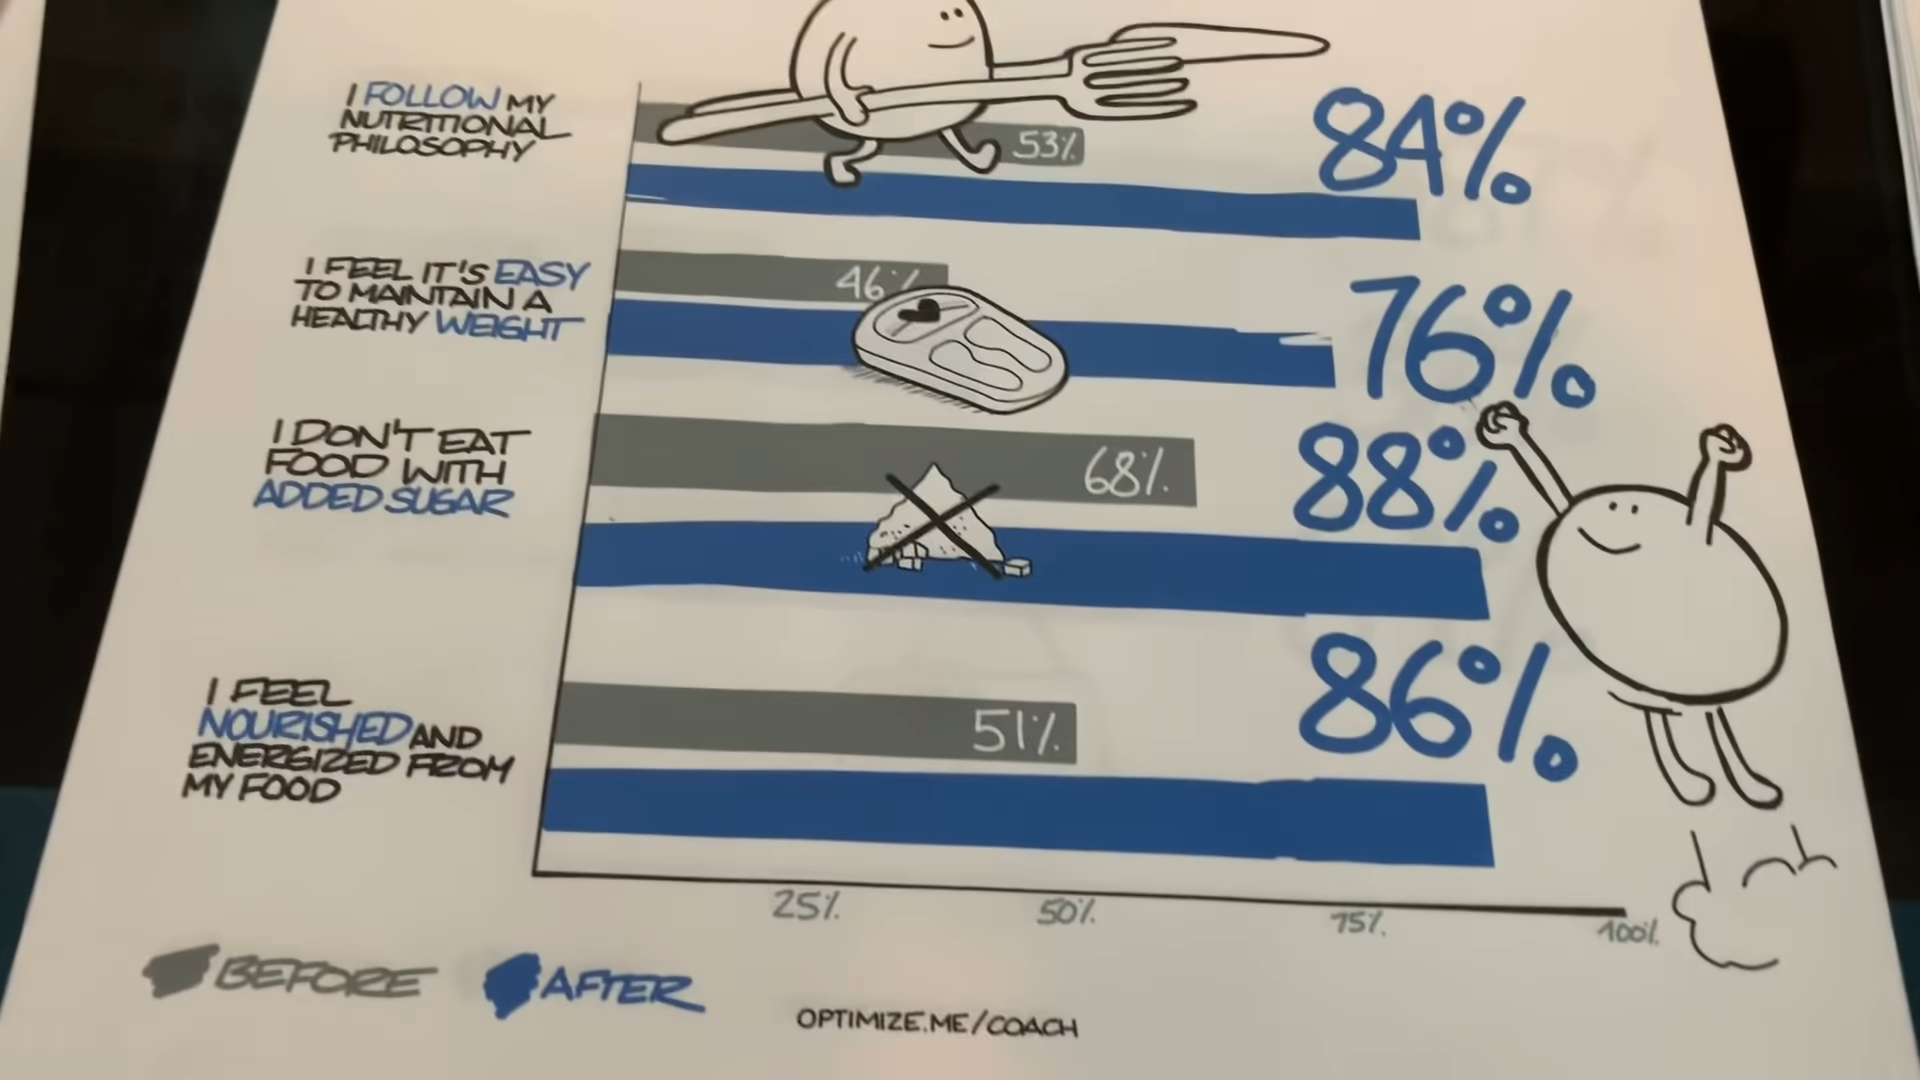 I FOLLOW MY
NUTRITIONAL
PHILOSOPHY
53%
84%
I FEEL IT'S EASY
TO MAINTAIN A
HEALTHY WEIGHT
46%
76%
I DON'T EAT
FOOD WITH
ADDED SUGAR
68%
88%
I FEEL
NOURISHED AND
ENERGIZED FROM
MY FOOD
51%
86%
25% 50% 75% 100%
BEFORE AFTER
OPTIMIZE.ME/COACH